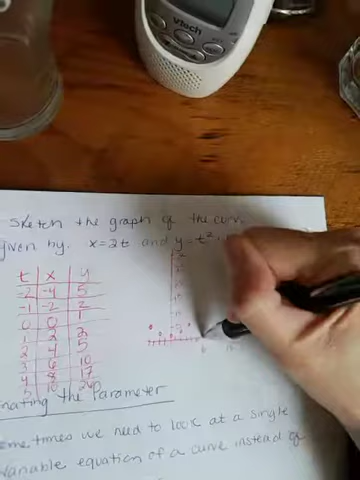 vtech
Sketch the graph of the curve
given by x=2t and y=t²
t x y
-2 -4 5
-1 -2 2
0 0 1
1 2 2
2 4 5
3 6 10
4 8 17
5 10 26
the Parameter
we need to look at a single
variable equation of a curve instead of